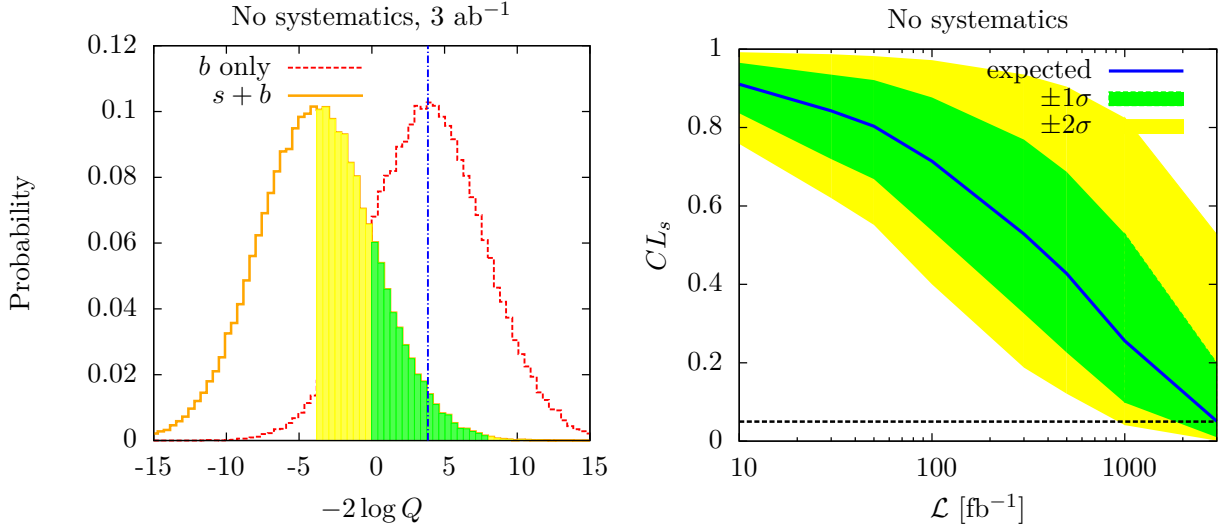 No systematics, 3 ab⁻¹
0.12
0.1
0.08
0.06
0.04
0.02
0
Probability
b only
s + b
-15
-10
-5
0
5
10
15
−2 log Q
No systematics
1
0.8
0.6
0.4
0.2
0
CLₛ
expected
±1σ
±2σ
10
100
1000
ℒ [fb⁻¹]